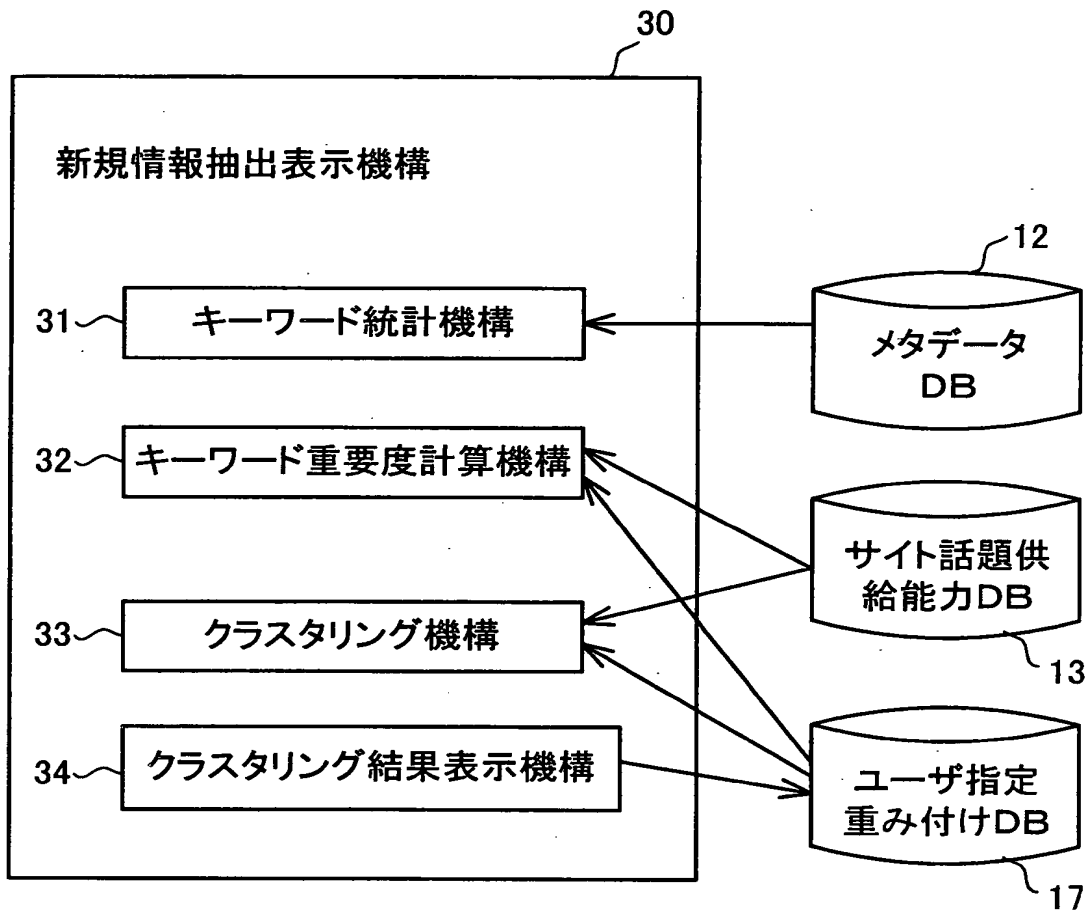 30
新規情報抽出表示機構
12
31
キーワード統計機構
メタデータ
DB
32
キーワード重要度計算機構
サイト話題供
給能力DB
33
クラスタリング機構
13
34
クラスタリング結果表示機構
ユーザ指定
重み付けDB
17